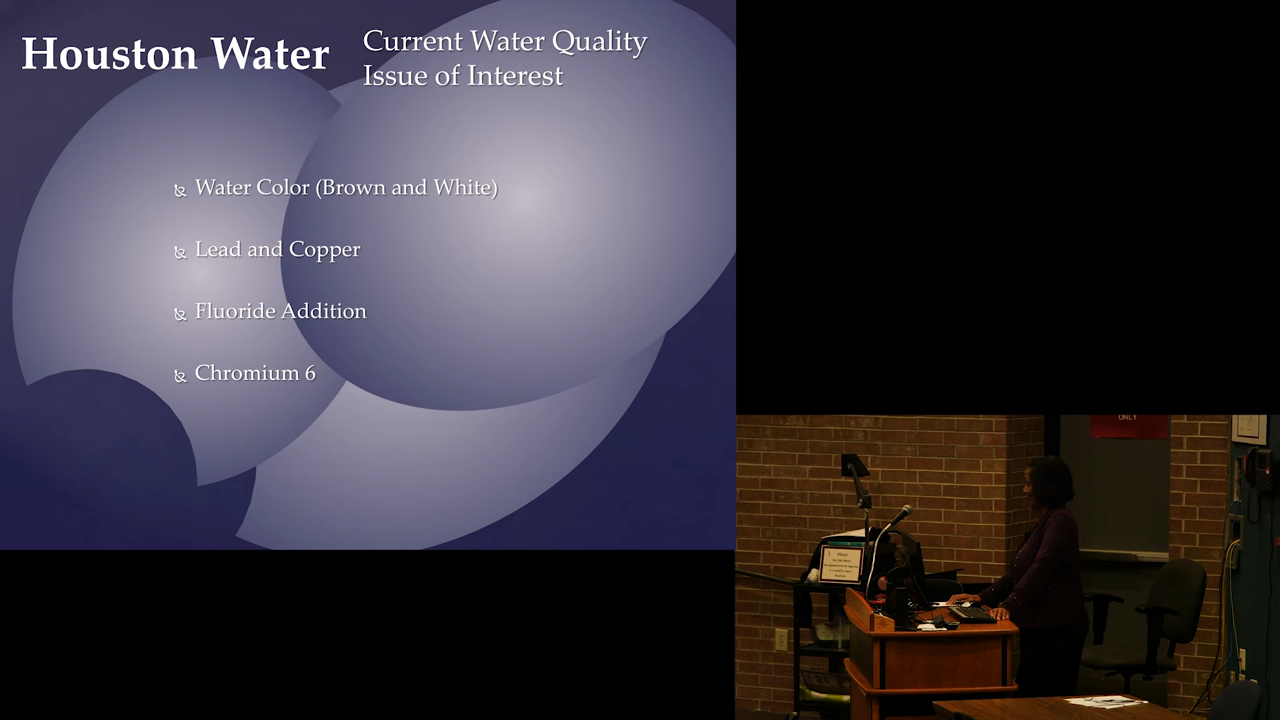 Houston Water
Current Water Quality
Issue of Interest
Water Color (Brown and White)
Lead and Copper
Fluoride Addition
Chromium 6
ONLY